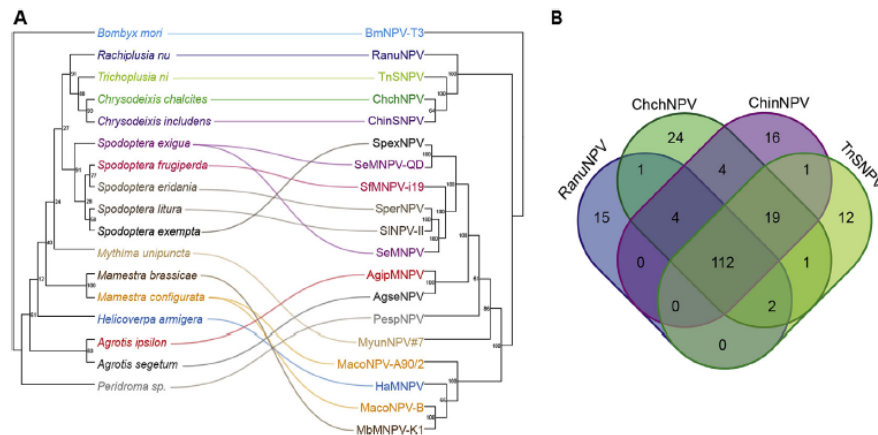 A
B
Bombyx mori BmNPV-T3
Rachiplusia nu RanuNPV
Trichoplusia ni TnSNPV
Chrysodeixis chalcites ChchNPV
Chrysodeixis includens ChinSNPV
Spodoptera exigua SpexNPV
Spodoptera frugiperda SeMNPV-QD
Spodoptera eridania SfMNPV-i19
Spodoptera litura SperNPV
Spodoptera exempta SlNPV-II
Mythima unipuncta SeMNPV
Mamestra brassicae AgipMNPV
Mamestra configurata AgseNPV
Helicoverpa armigera PespNPV
Agrotis ipsilon MyunNPV#7
Agrotis segetum MacoNPV-A90/2
Peridroma sp. HaMNPV
MacoNPV-B
MbMNPV-K1
ChchNPV ChinNPV
RanuNPV TnSNPV
24 16
1 4 1
15 4 19 12
0 112 1
0 2
0